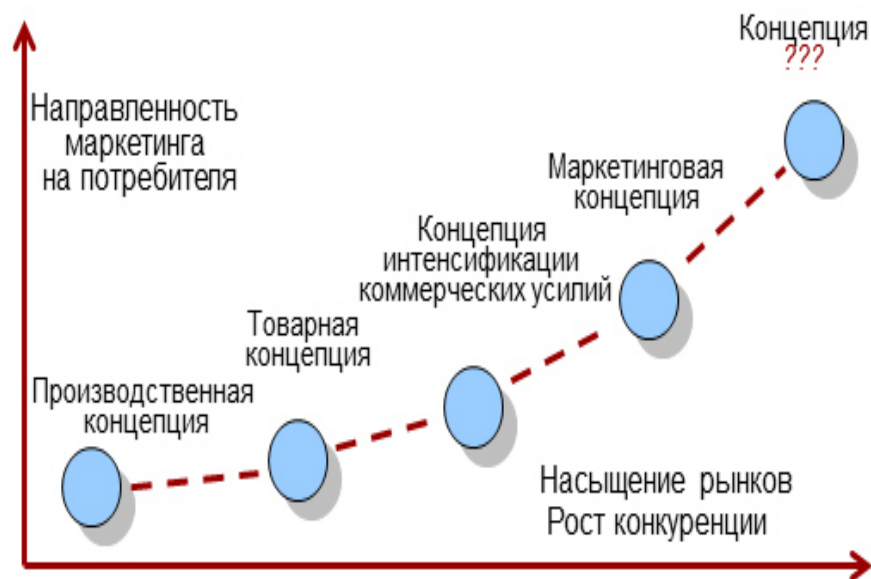 Концепция
???
Направленность
маркетинга
на потребителя
Маркетинговая
концепция
Концепция
интенсификации
коммерческих усилий
Товарная
концепция
Производственная
концепция
Насыщение рынков
Рост конкуренции